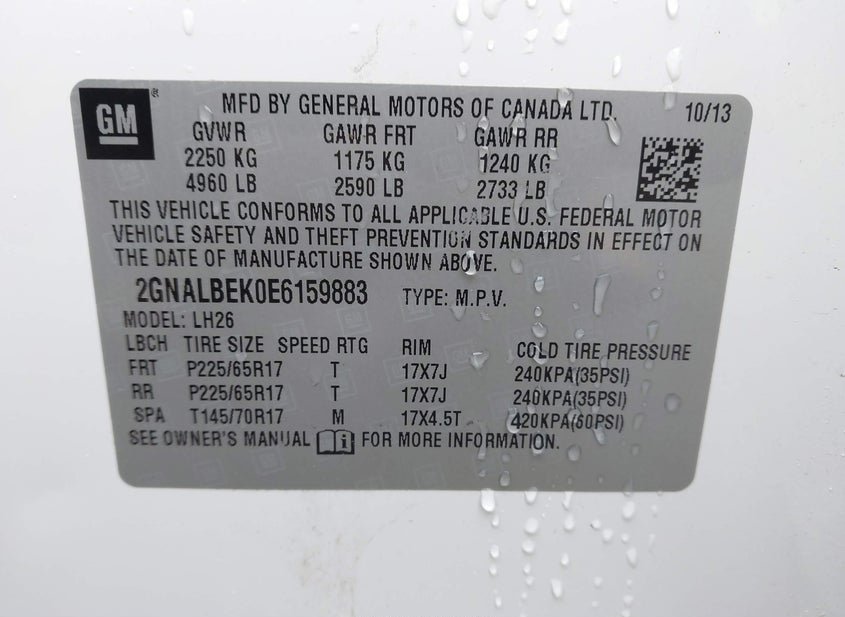 GM ®
MFD BY GENERAL MOTORS OF CANADA LTD. 10/13
GVWR GAWR FRT GAWR RR
2250 KG 1175 KG 1240 KG
4960 LB 2590 LB 2733 LB
THIS VEHICLE CONFORMS TO ALL APPLICABLE U.S. FEDERAL MOTOR
VEHICLE SAFETY AND THEFT PREVENTION STANDARDS IN EFFECT ON
THE DATE OF MANUFACTURE SHOWN ABOVE.
2GNALBEK0E6159883 TYPE: M.P.V.
MODEL: LH26
LBCH TIRE SIZE SPEED RTG RIM COLD TIRE PRESSURE
FRT P225/65R17 T 17X7J 240KPA(35PSI)
RR P225/65R17 T 17X7J 240KPA(35PSI)
SPA T145/70R17 M 17X4.5T 420KPA(60PSI)
SEE OWNER'S MANUAL i FOR MORE INFORMATION.